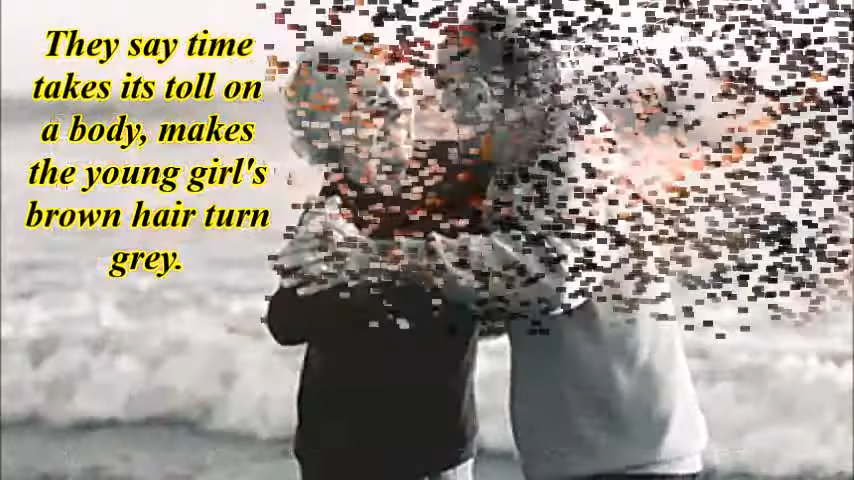 They say time
takes its toll on
a body, makes
the young girl's
brown hair turn
grey.